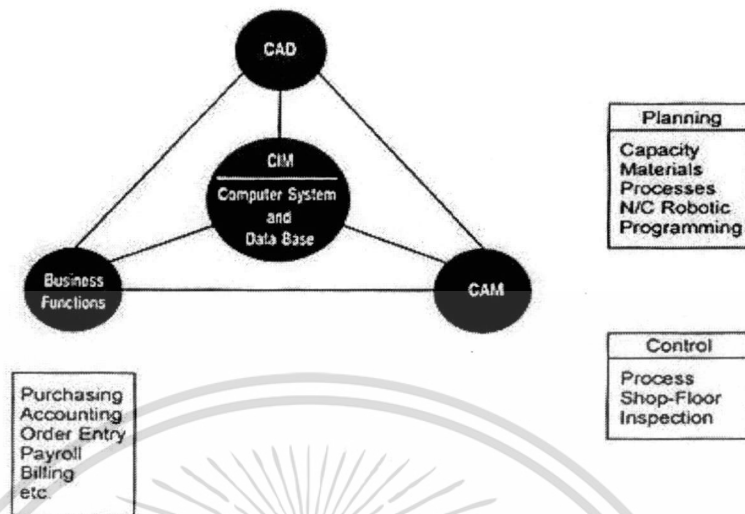 CAD
CIM
Computer System
and
Data Base
Business
Functions
CAM
Planning
Capacity
Materials
Processes
N/C Robotic
Programming
Control
Process
Shop-Floor
Inspection
Purchasing
Accounting
Order Entry
Payroll
Billing
etc.